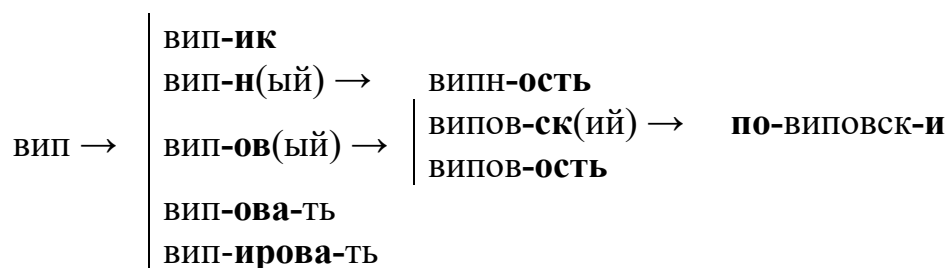 вип-ик
вип-н(ый) → випн-ость
вип → вип-ов(ый) → випов-ск(ий) → по-виповск-и
випов-ость
вип-ова-ть
вип-ирова-ть